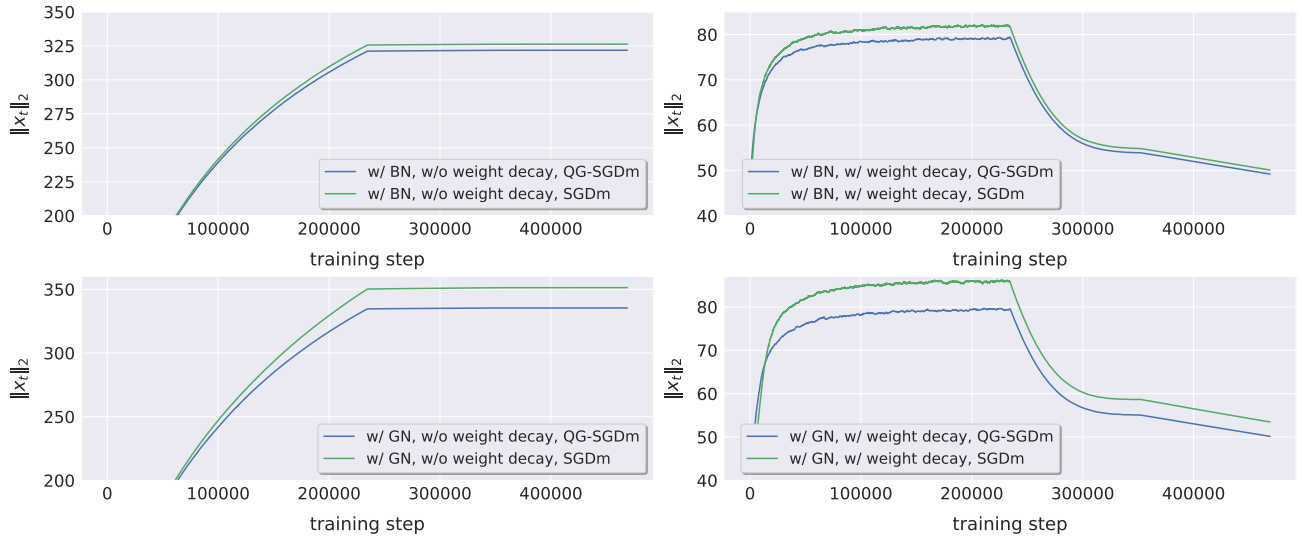 350
325
300
275
250
225
200
‖x_t‖₂
w/ BN, w/o weight decay, QG-SGDm
w/ BN, w/o weight decay, SGDm
0 100000 200000 300000 400000
training step
80
70
60
50
40
‖x_t‖₂
w/ BN, w/ weight decay, QG-SGDm
w/ BN, w/ weight decay, SGDm
0 100000 200000 300000 400000
training step
350
300
250
200
‖x_t‖₂
w/ GN, w/o weight decay, QG-SGDm
w/ GN, w/o weight decay, SGDm
0 100000 200000 300000 400000
training step
80
70
60
50
40
‖x_t‖₂
w/ GN, w/ weight decay, QG-SGDm
w/ GN, w/ weight decay, SGDm
0 100000 200000 300000 400000
training step